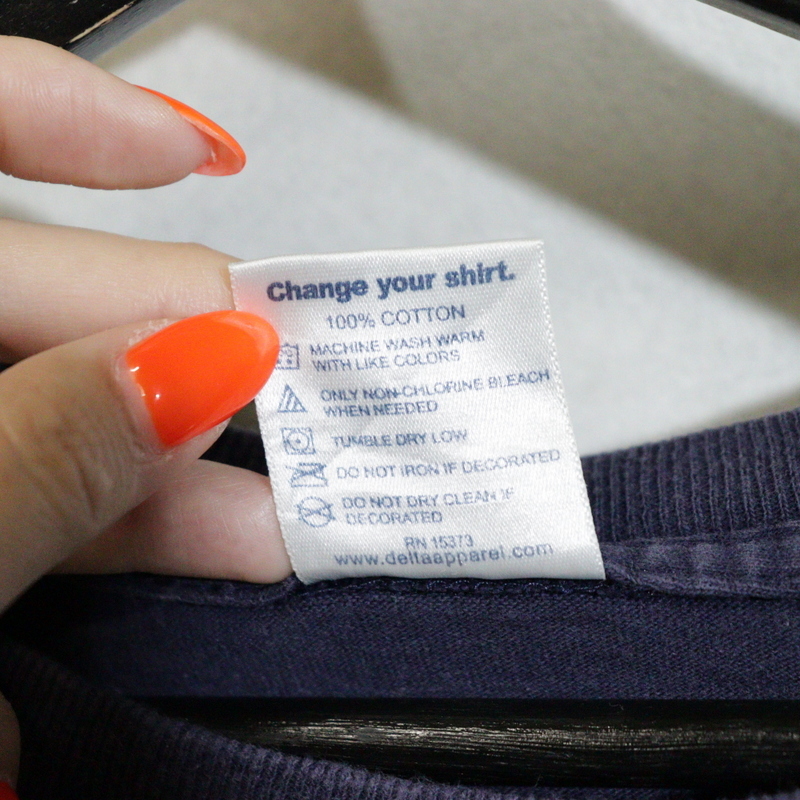 Change your shirt.
100% COTTON
MACHINE WASH WARM
WITH LIKE COLORS
ONLY NON-CHLORINE BLEACH
WHEN NEEDED
TUMBLE DRY LOW
DO NOT IRON IF DECORATED
DO NOT DRY CLEAN IF
DECORATED
RN 15373
www.deltaapparel.com